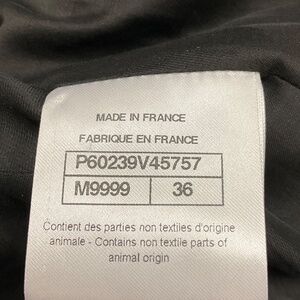 MADE IN FRANCE
FABRIQUE EN FRANCE
P60239V45757
M9999 36
Contient des parties non textiles d'origine
animale - Contains non textile parts of
animal origin